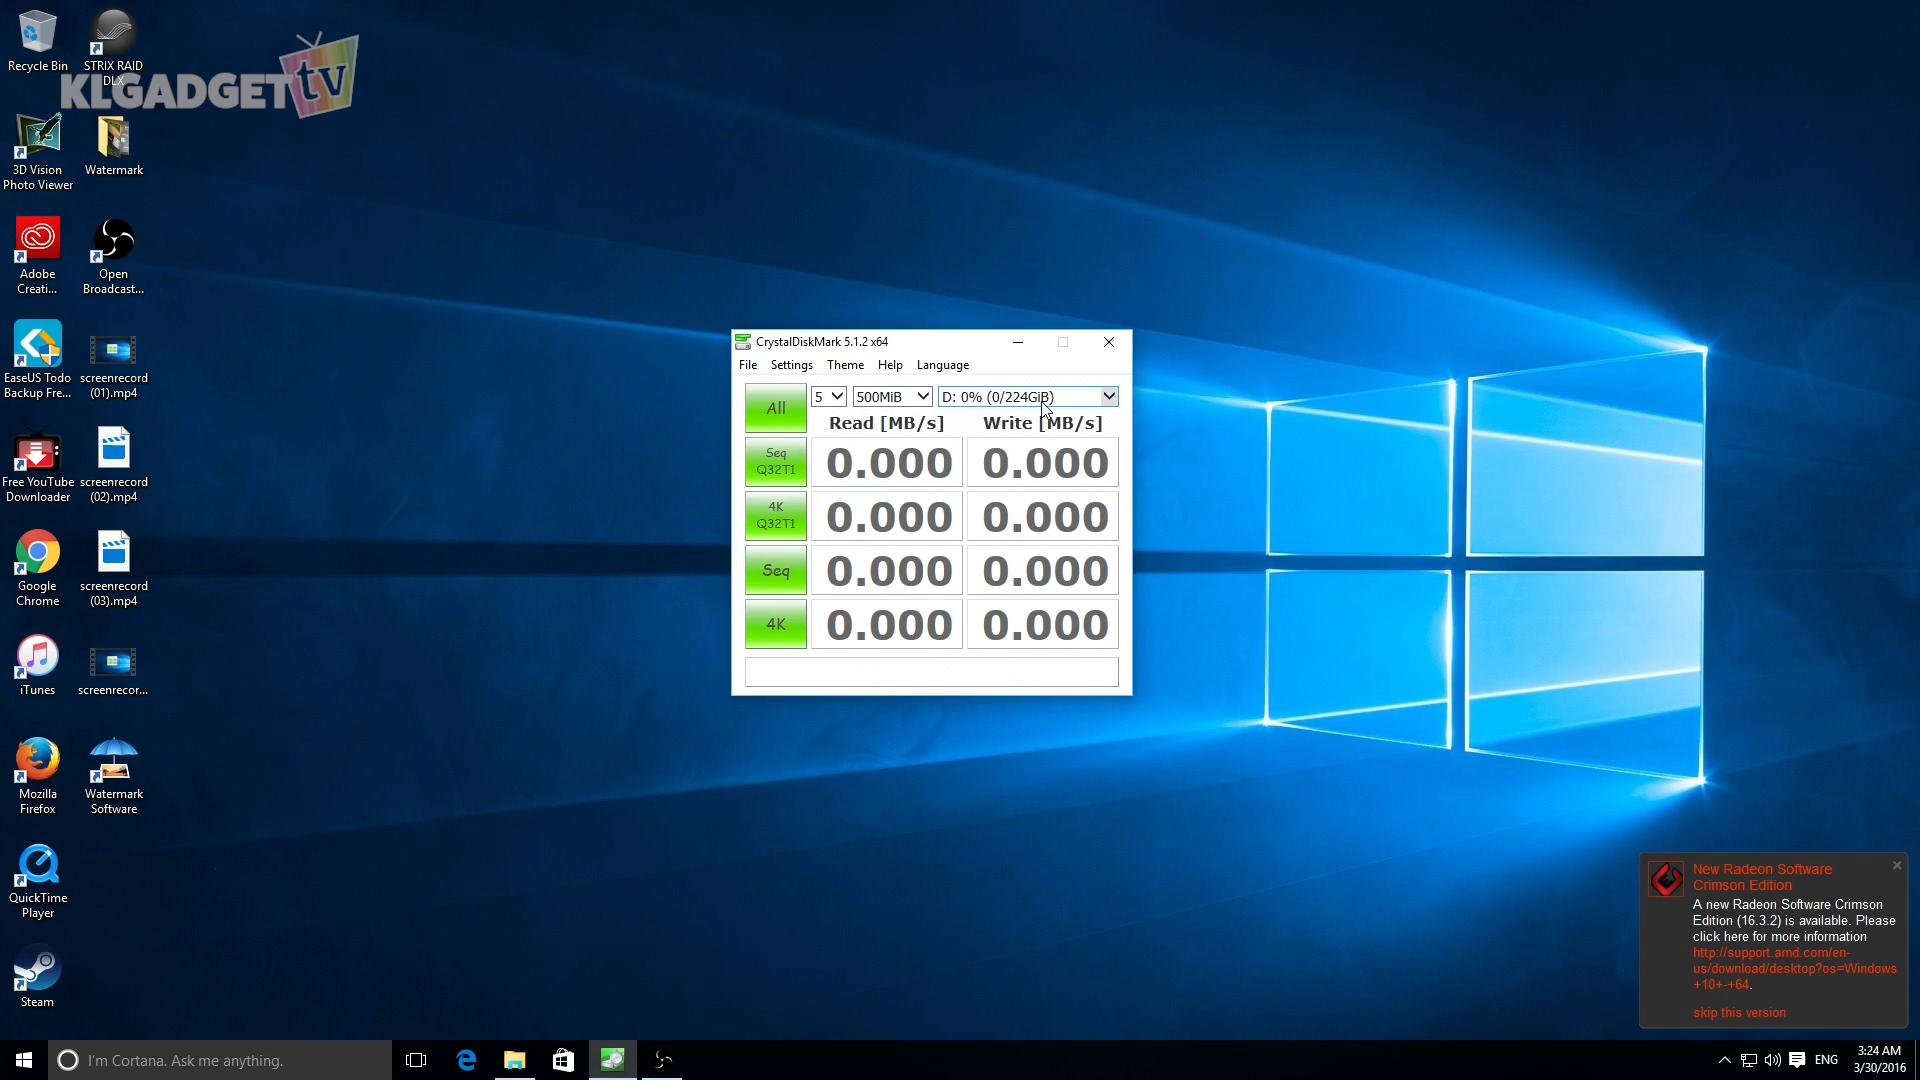 Recycle Bin
STRIX RAID
DLX
KLGADGET tv
3D Vision
Photo Viewer
Watermark
Adobe
Creati...
Open
Broadcast...
EaseUS Todo
Backup Fre...
screenrecord
(01).mp4
Free YouTube
Downloader
screenrecord
(02).mp4
Google
Chrome
screenrecord
(03).mp4
iTunes
screenrecor...
Mozilla
Firefox
Watermark
Software
QuickTime
Player
Steam
CrystalDiskMark 5.1.2 x64
File Settings Theme Help Language
All 5 500MiB D: 0% (0/224GiB)
Read [MB/s] Write [MB/s]
Seq
Q32T1 0.000 0.000
4K
Q32T1 0.000 0.000
Seq 0.000 0.000
4K 0.000 0.000
New Radeon Software
Crimson Edition
A new Radeon Software Crimson
Edition (16.3.2) is available. Please
click here for more information
http://support.amd.com/en-
us/download/desktop?os=Windows
+10+-+64.
skip this version
I'm Cortana. Ask me anything.
ENG
3:24 AM
3/30/2016